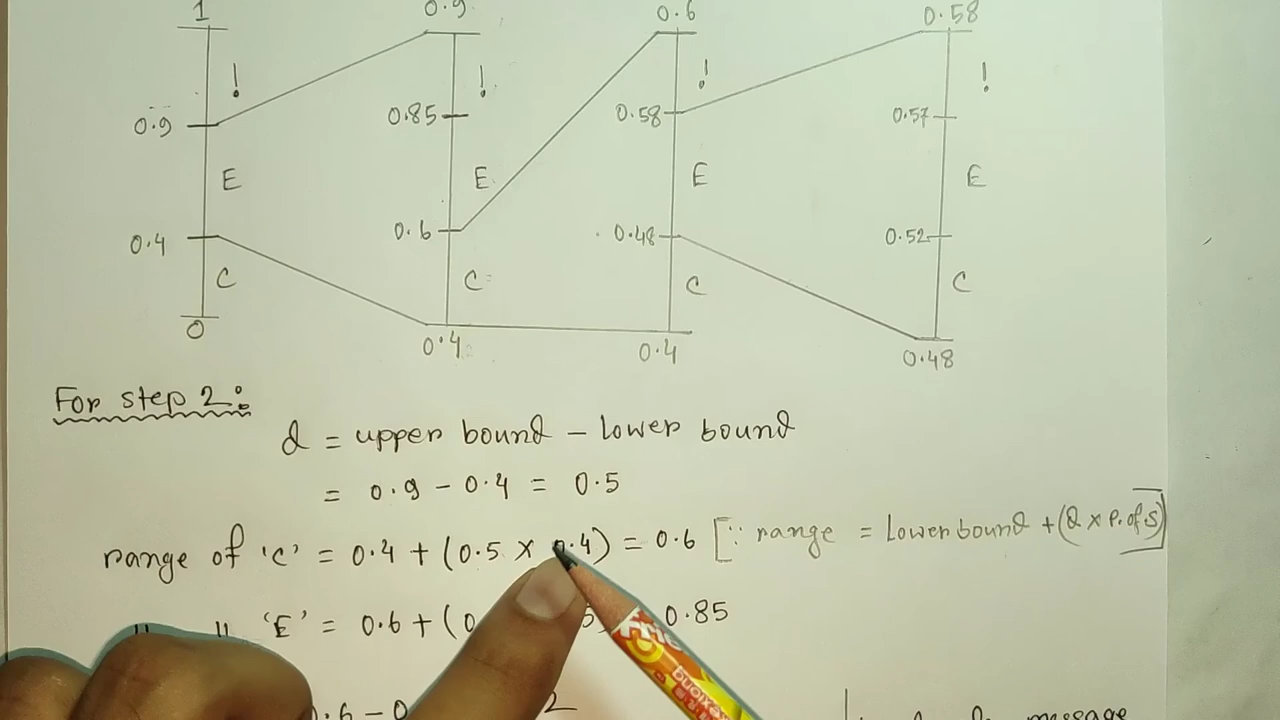 1 0.9 0.6 0.58
! ! ! !
0.9 0.85 0.58 0.57
E E E E
0.4 0.6 0.48 0.52
C C C C
0 0.4 0.4 0.48
For step 2:
d = upper bound - lower bound
= 0.9 - 0.4 = 0.5
range of 'C' = 0.4 + (0.5 × 0.4) = 0.6 [∵ range = Lower bound + (d × P. of S)]
" " 'E' = 0.6 + (0 0.85
message